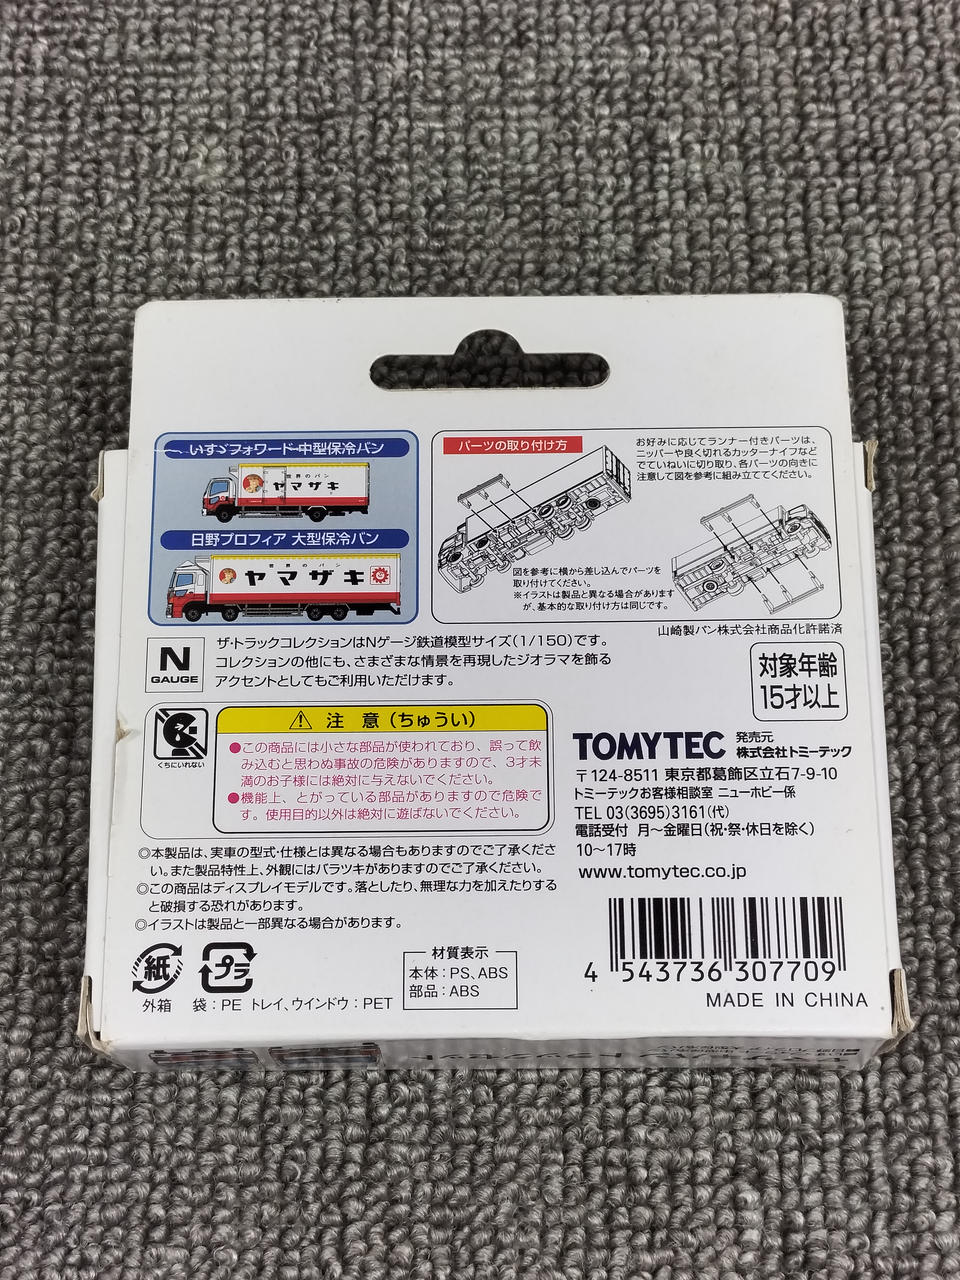 いすゞフォワード 中型保冷バン
世界のパン
ヤマザキ
日野プロフィア 大型保冷バン
世界のパン
ヤマザキ
パーツの取り付け方
お好みに応じてランナー付きパーツは、
ニッパーや良く切れるカッターナイフなど
でていねいに切り取り、各パーツの向きに
注意して図を参考に組み立ててください。
図を参考に横から差し込んでパーツを
取り付けてください。
※イラストは製品と異なる場合があります
が、基本的な取り付け方は同じです。
山崎製パン株式会社商品化許諾済
N
GAUGE
ザ・トラックコレクションはNゲージ鉄道模型サイズ(1/150)です。
コレクションの他にも、さまざまな情景を再現したジオラマを飾る
アクセントとしてもご利用いただけます。
対象年齢
15才以上
くちにいれない
注 意(ちゅうい)
●この商品には小さな部品が使われており、誤って飲
み込むと思わぬ事故の危険がありますので、3才未
満のお子様には絶対に与えないでください。
●機能上、とがっている部品がありますので危険で
す。使用目的以外は絶対に遊ばないでください。
TOMYTEC
発売元
株式会社トミーテック
〒124-8511 東京都葛飾区立石7-9-10
トミーテックお客様相談室 ニューホビー係
TEL 03(3695)3161(代)
電話受付 月〜金曜日(祝・祭・休日を除く)
10〜17時
www.tomytec.co.jp
◎本製品は、実車の型式・仕様とは異なる場合もありますのでご了承くださ
い。また製品特性上、外観にはバラツキがありますのでご了承ください。
◎この商品はディスプレイモデルです。落としたり、無理な力を加えたりする
と破損する恐れがあります。
◎イラストは製品と一部異なる場合があります。
紙
外箱
プラ
袋：PE トレイ、ウインドウ：PET
材質表示
本体：PS、ABS
部品：ABS
4 543736 307709
MADE IN CHINA